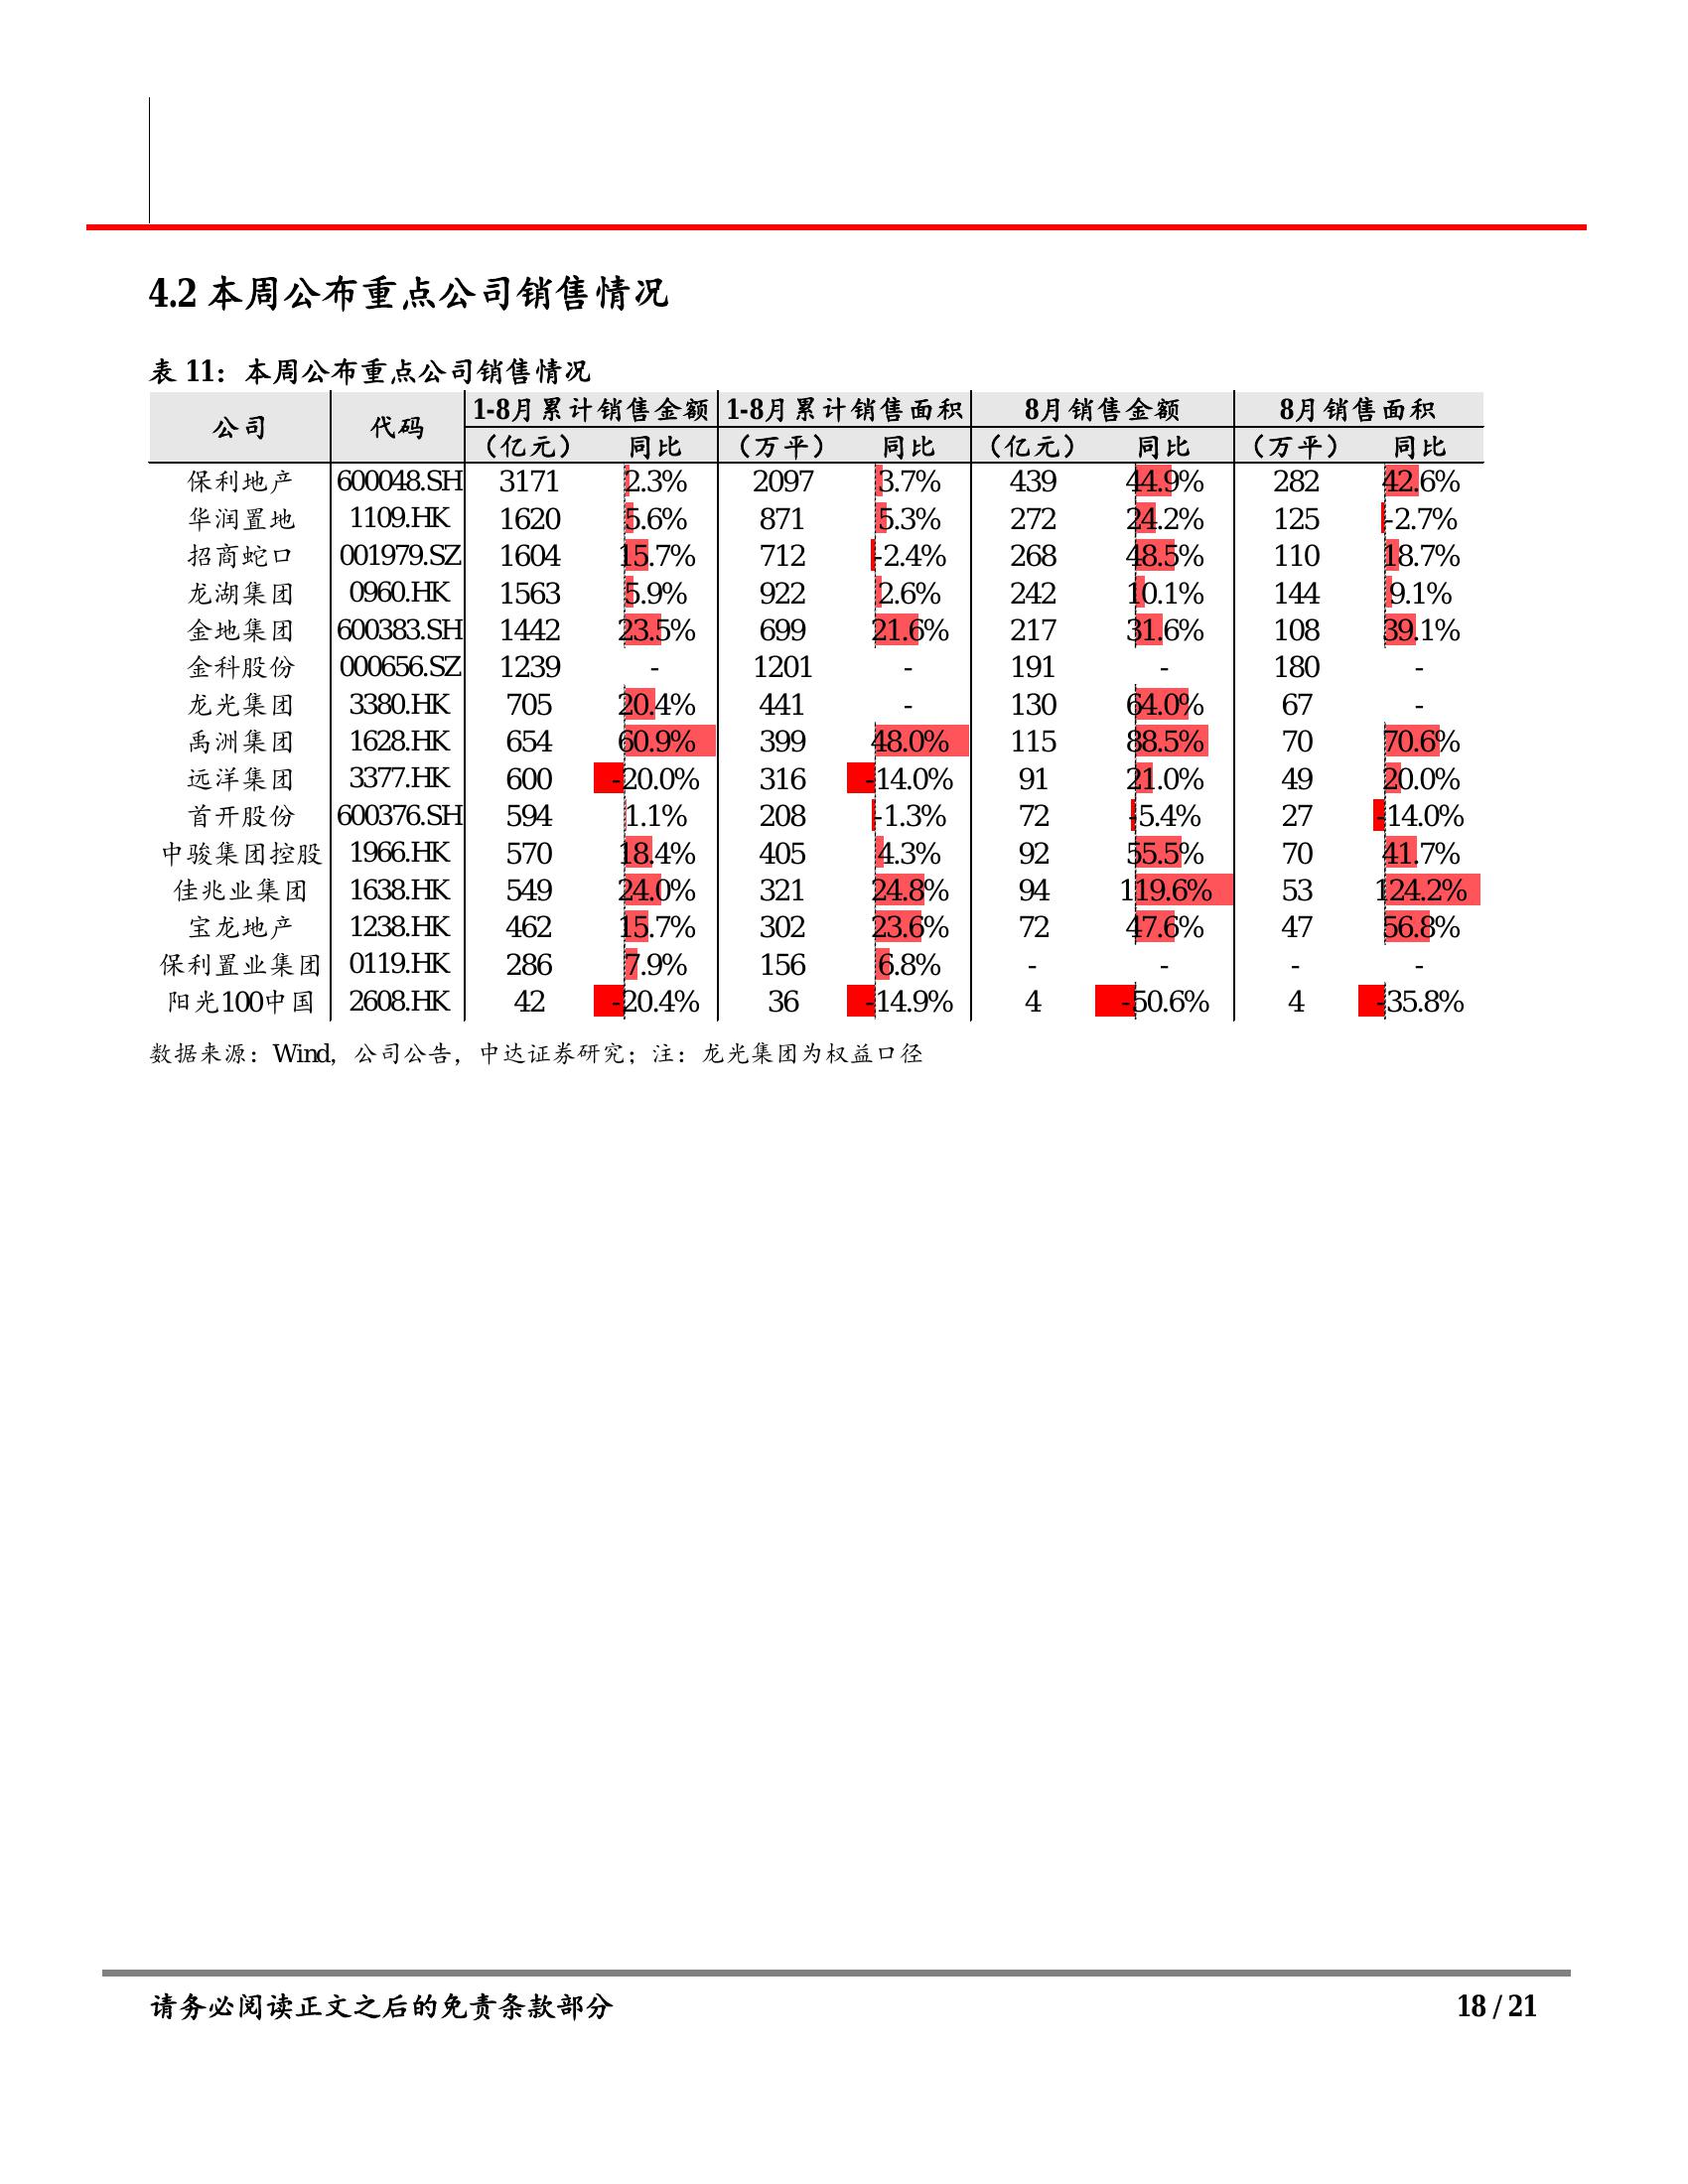 4.2 本周公布重点公司销售情况
表 11：本周公布重点公司销售情况
公司 代码 1-8月累计销售金额 1-8月累计销售面积 8月销售金额 8月销售面积
（亿元） 同比 （万平） 同比 （亿元） 同比 （万平） 同比
保利地产 600048.SH 3171 2.3% 2097 3.7% 439 44.9% 282 42.6%
华润置地 1109.HK 1620 5.6% 871 5.3% 272 24.2% 125 -2.7%
招商蛇口 001979.SZ 1604 15.7% 712 -2.4% 268 48.5% 110 18.7%
龙湖集团 0960.HK 1563 5.9% 922 2.6% 242 10.1% 144 9.1%
金地集团 600383.SH 1442 23.5% 699 21.6% 217 31.6% 108 39.1%
金科股份 000656.SZ 1239 - 1201 - 191 - 180 -
龙光集团 3380.HK 705 20.4% 441 - 130 64.0% 67 -
禹洲集团 1628.HK 654 60.9% 399 48.0% 115 88.5% 70 70.6%
远洋集团 3377.HK 600 -20.0% 316 -14.0% 91 21.0% 49 20.0%
首开股份 600376.SH 594 1.1% 208 -1.3% 72 -5.4% 27 -14.0%
中骏集团控股 1966.HK 570 18.4% 405 4.3% 92 55.5% 70 41.7%
佳兆业集团 1638.HK 549 24.0% 321 24.8% 94 119.6% 53 124.2%
宝龙地产 1238.HK 462 15.7% 302 23.6% 72 47.6% 47 56.8%
保利置业集团 0119.HK 286 7.9% 156 6.8% - - - -
阳光100中国 2608.HK 42 -20.4% 36 -14.9% 4 -50.6% 4 -35.8%
数据来源：Wind，公司公告，中达证券研究；注：龙光集团为权益口径
请务必阅读正文之后的免责条款部分 18 / 21